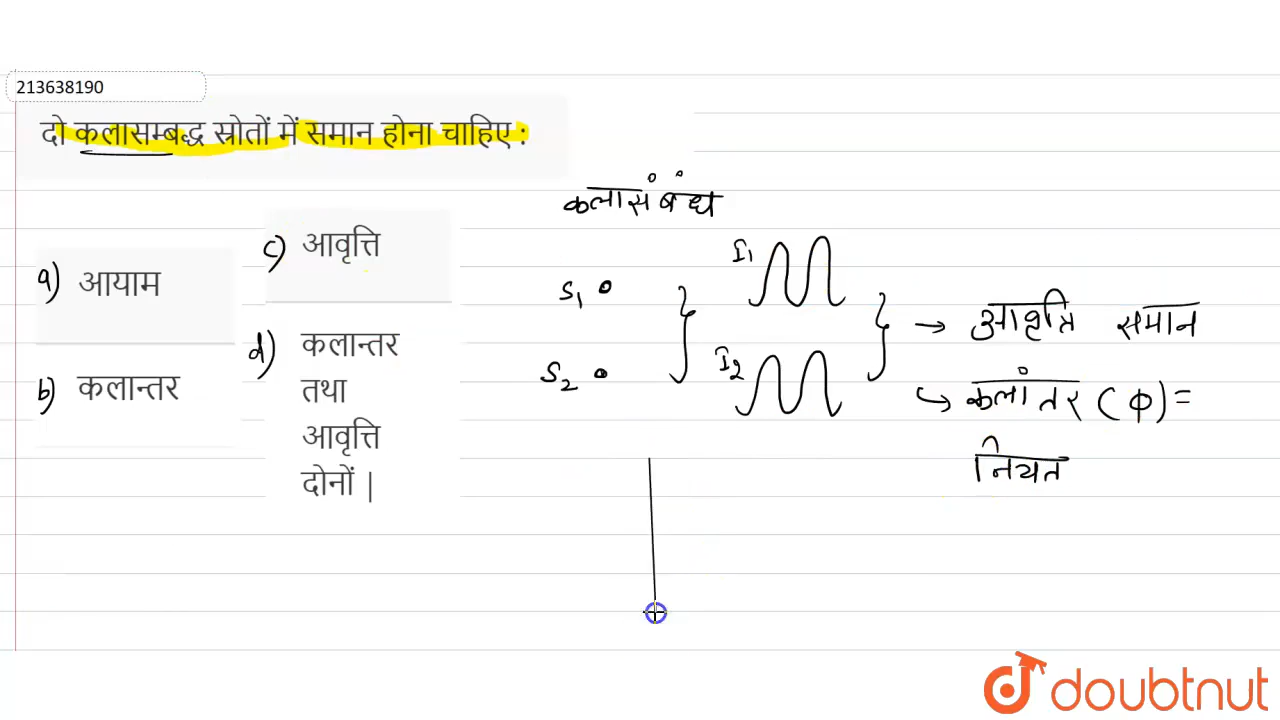 213638190
दो कलासम्बद्ध स्रोतों में समान होना चाहिए :
a) आयाम
b) कलान्तर
c) आवृत्ति
d) कलान्तर
तथा
आवृत्ति
दोनों |
कलासंबंध
S1
S2
I1
I2
→ आवृत्ति समान
↪ कलांतर (φ) =
नियत
doubtnut